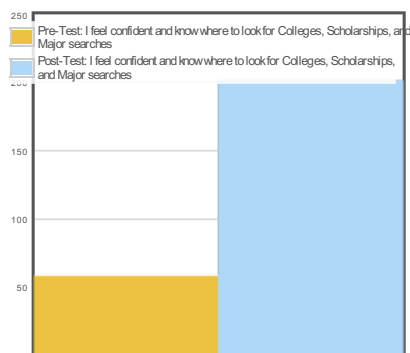 250
Pre-Test: I feel confident and know where to look for Colleges, Scholarships, and
Major searches
Post-Test: I feel confident and know where to look for Colleges, Scholarships,
and Major searches
200
150
100
50